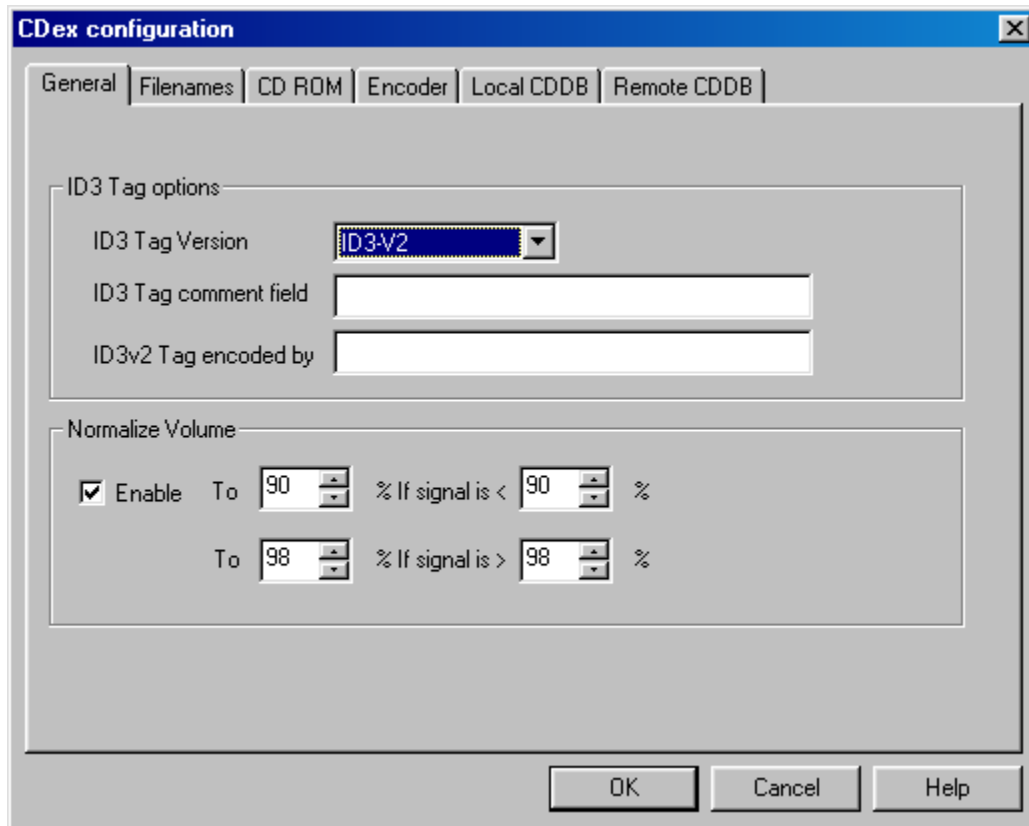 CDex configuration
General Filenames CD ROM Encoder Local CDDB Remote CDDB
ID3 Tag options
ID3 Tag Version ID3-V2
ID3 Tag comment field
ID3v2 Tag encoded by
Normalize Volume
Enable To 90 % If signal is < 90 %
To 98 % If signal is > 98 %
OK Cancel Help